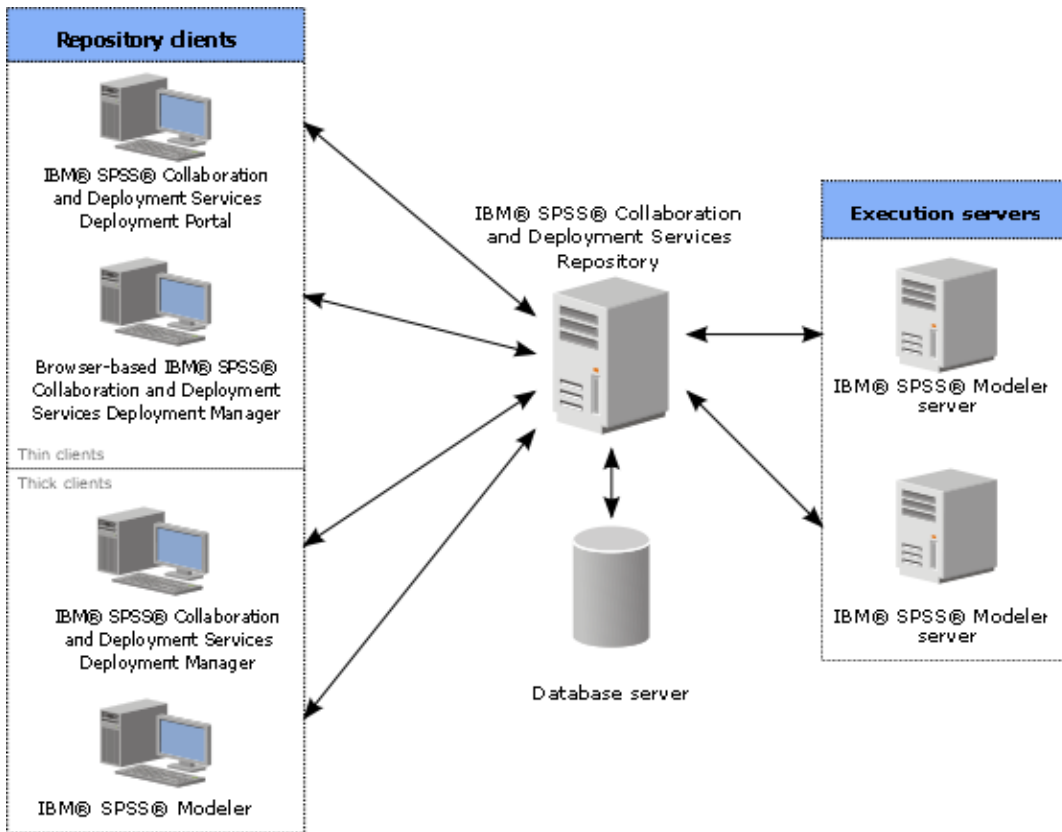 Repository clients
IBM® SPSS® Collaboration
and Deployment Services
Deployment Portal
Browser-based IBM® SPSS®
Collaboration and Deployment
Services Deployment Manager
Thin clients
Thick clients
IBM® SPSS® Collaboration
and Deployment Services
Deployment Manager
IBM® SPSS® Modeler
IBM® SPSS® Collaboration
and Deployment Services
Repository
Database server
Execution servers
IBM® SPSS® Modeler
server
IBM® SPSS® Modeler
server